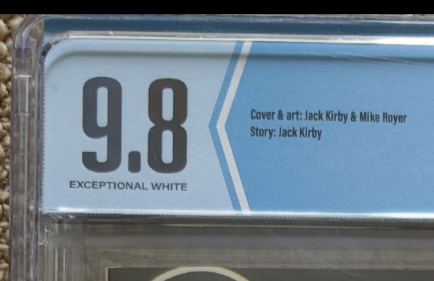 9.8
EXCEPTIONAL WHITE
Cover & art: Jack Kirby & Mike Royer
Story: Jack Kirby